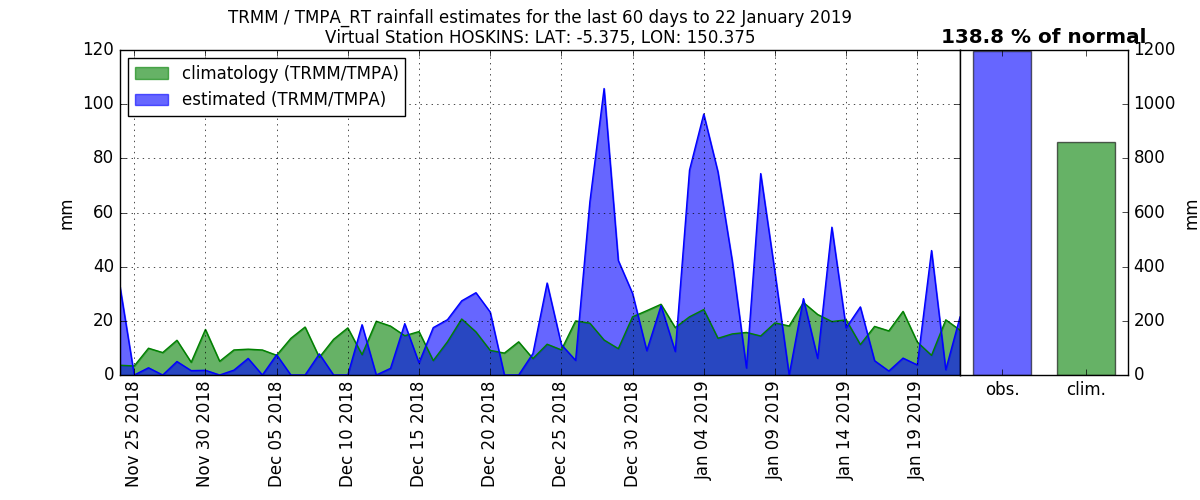 TRMM / TMPA_RT rainfall estimates for the last 60 days to 22 January 2019
Virtual Station HOSKINS: LAT: -5.375, LON: 150.375
138.8 % of normal
climatology (TRMM/TMPA)
estimated (TRMM/TMPA)
120
100
80
60
40
20
0
mm
Nov 25 2018
Nov 30 2018
Dec 05 2018
Dec 10 2018
Dec 15 2018
Dec 20 2018
Dec 25 2018
Dec 30 2018
Jan 04 2019
Jan 09 2019
Jan 14 2019
Jan 19 2019
obs.
clim.
1200
1000
800
600
400
200
0
mm